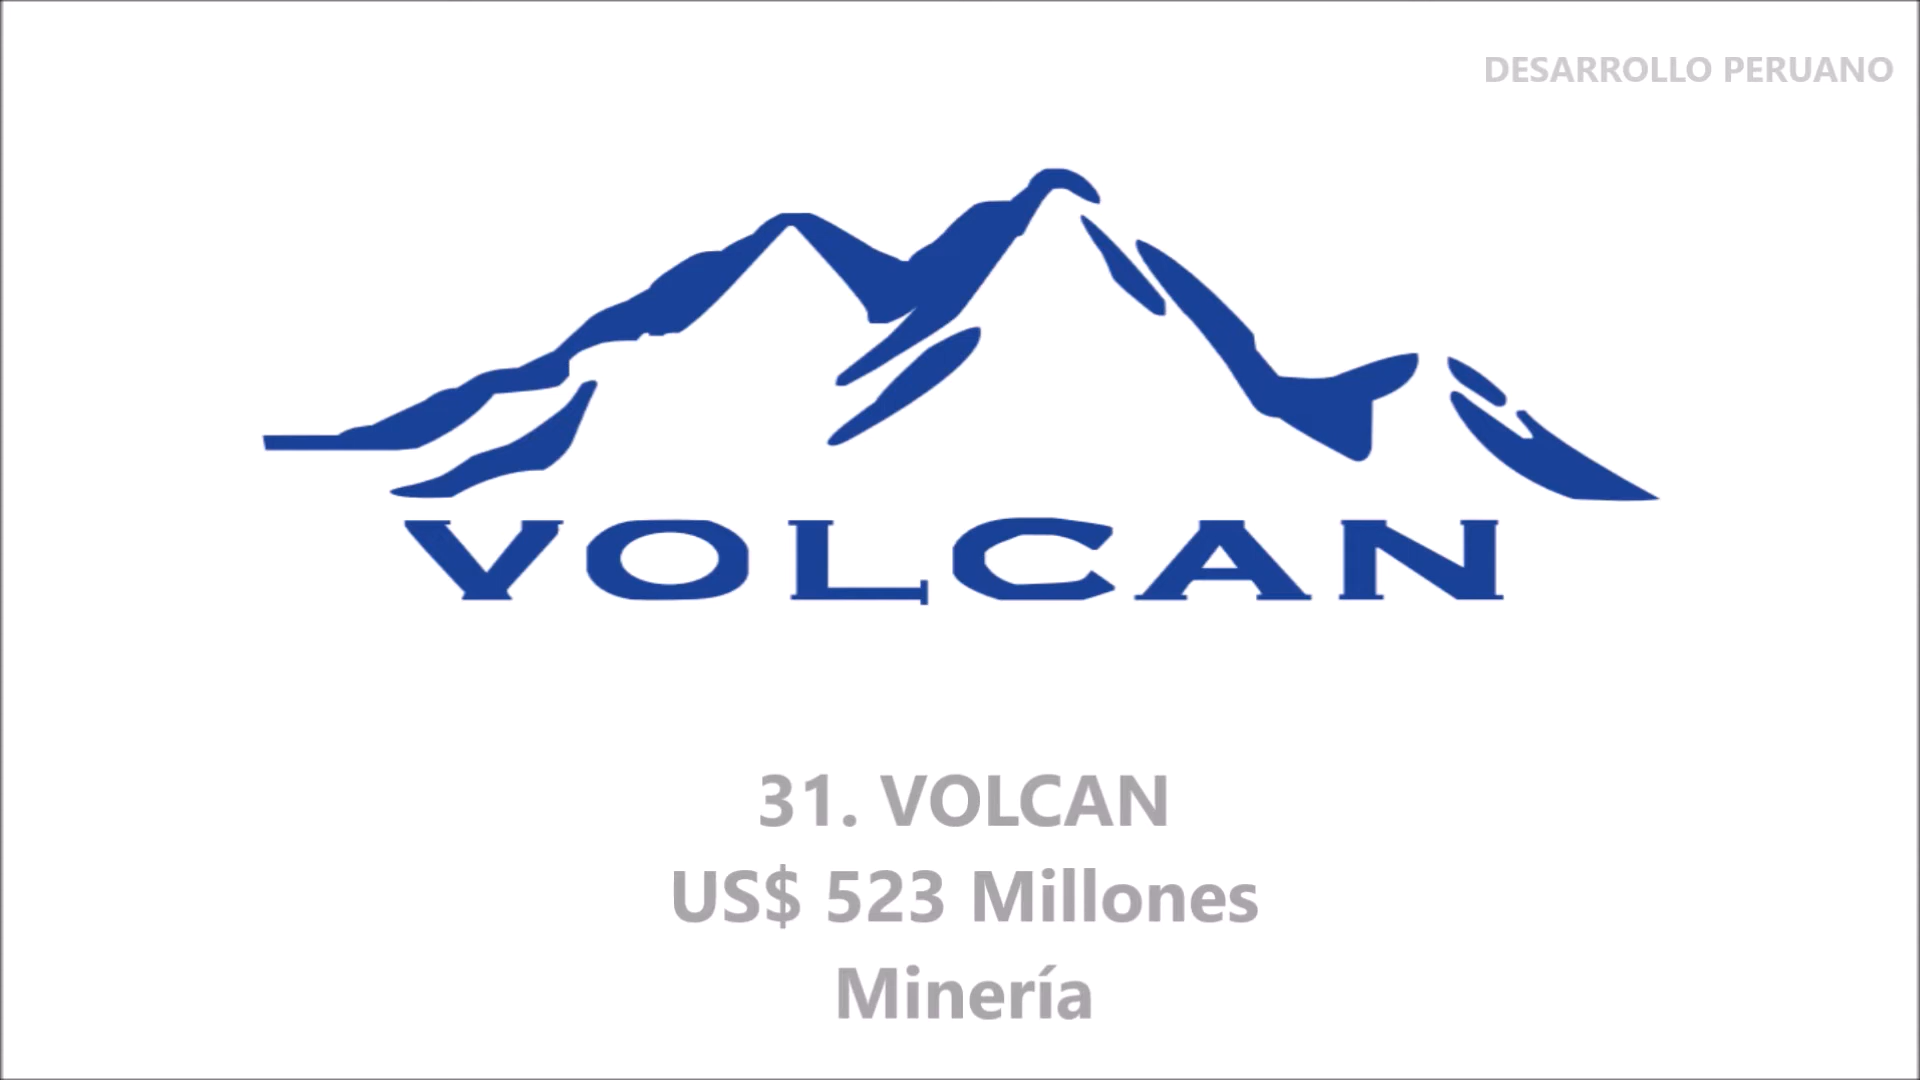 DESARROLLO PERUANO
VOLCAN
31. VOLCAN
US$ 523 Millones
Minería